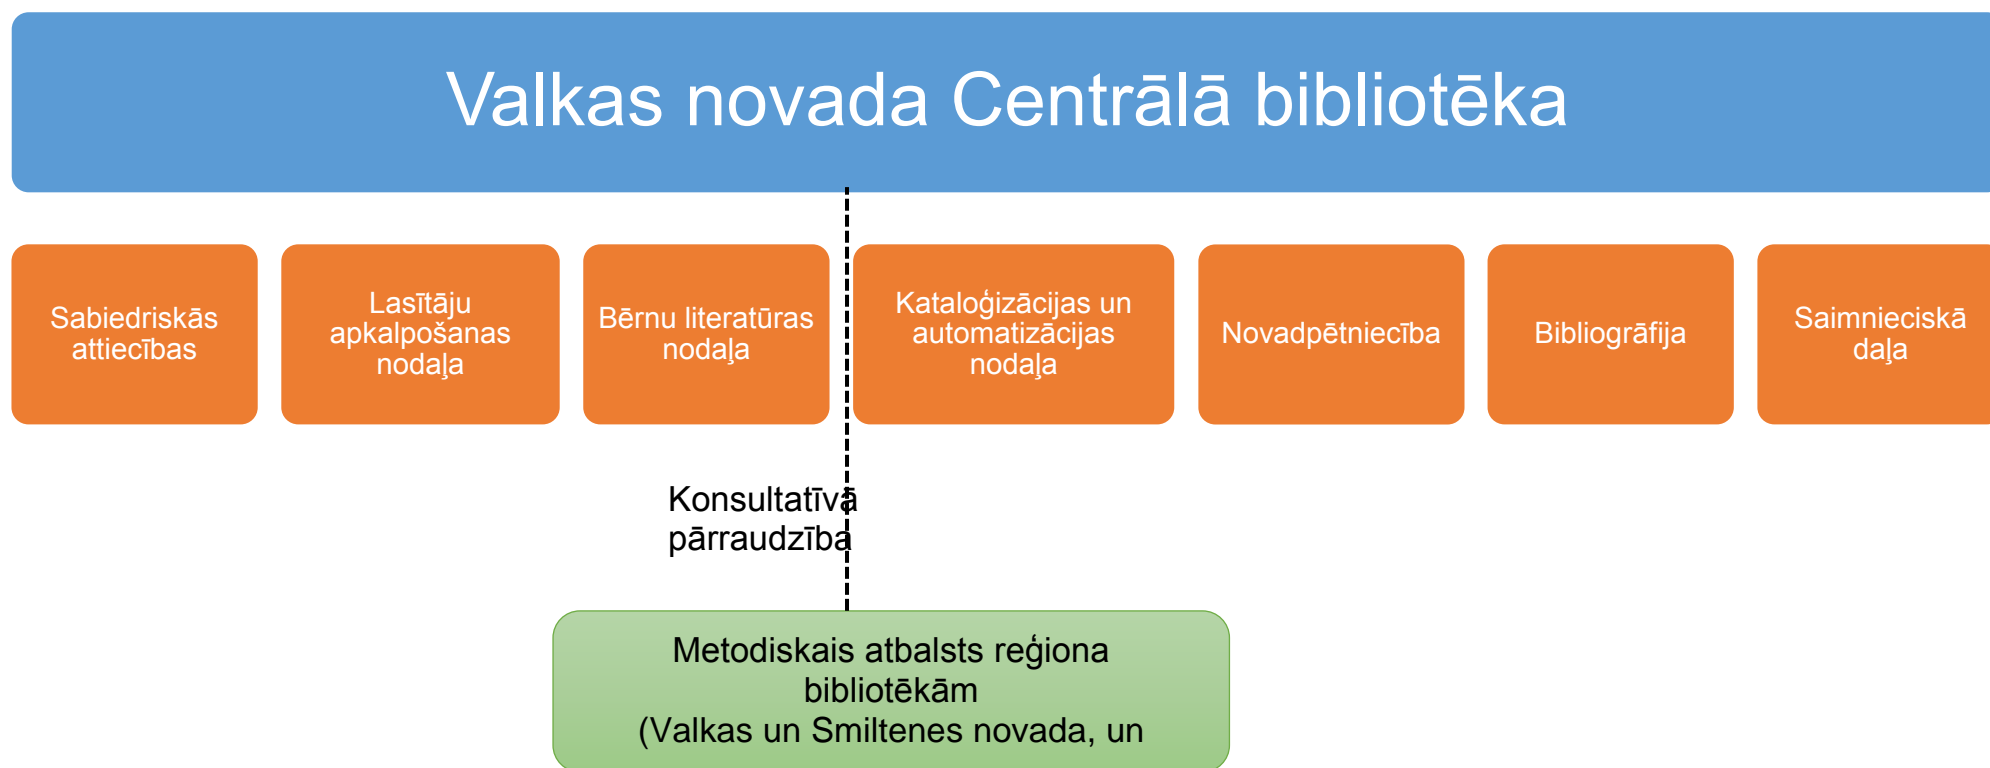 Valkas novada Centrālā bibliotēka
Sabiedriskās
attiecības
Lasītāju
apkalpošanas
nodaļa
Bērnu literatūras
nodaļa
Kataloģizācijas un
automatizācijas
nodaļa
Novadpētniecība
Bibliogrāfija
Saimnieciskā
daļa
Konsultatīvā
pārraudzība
Metodiskais atbalsts reģiona
bibliotēkām
(Valkas un Smiltenes novada, un